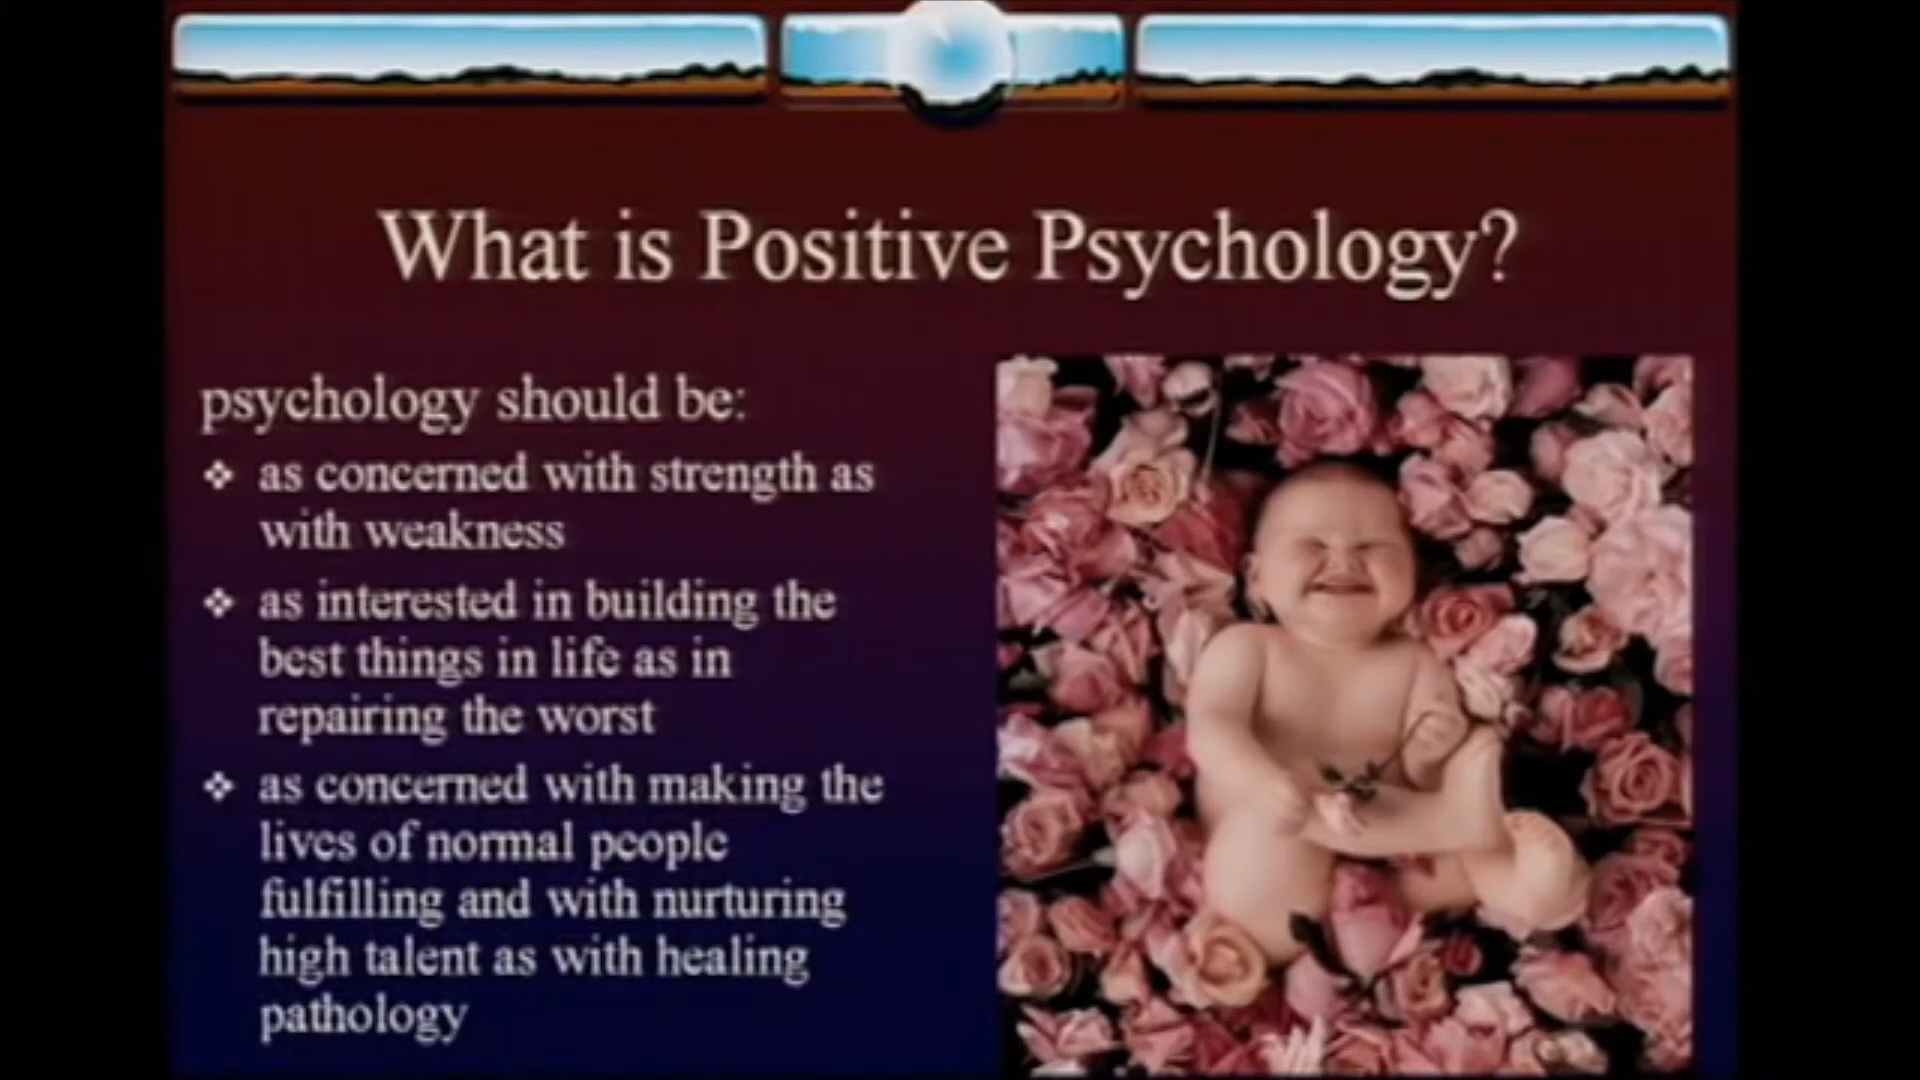 What is Positive Psychology?
psychology should be:
❖ as concerned with strength as
with weakness
❖ as interested in building the
best things in life as in
repairing the worst
❖ as concerned with making the
lives of normal people
fulfilling and with nurturing
high talent as with healing
pathology